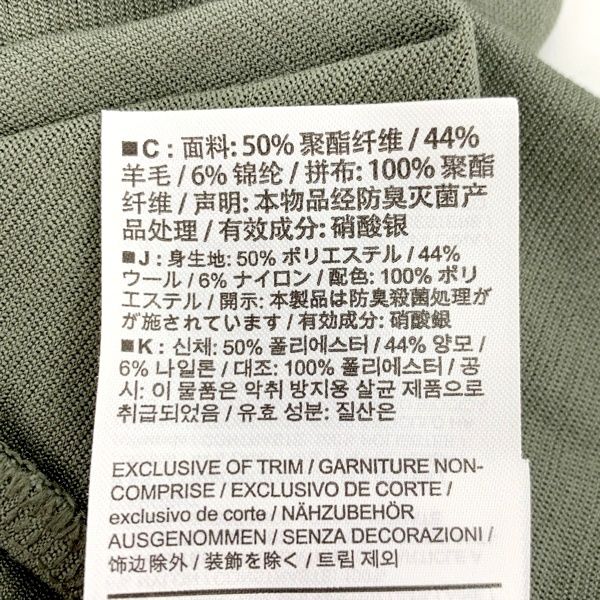 ■C : 面料: 50% 聚酯纤维 / 44%
羊毛 / 6% 锦纶 / 拼布: 100% 聚酯
纤维 / 声明: 本物品经防臭灭菌产
品处理 / 有效成分: 硝酸银
■J : 身生地: 50% ポリエステル / 44%
ウール / 6% ナイロン / 配色: 100% ポリ
エステル / 開示: 本製品は防臭殺菌処理が
が施されています / 有効成分: 硝酸銀
■K : 신체: 50% 폴리에스터 / 44% 양모 /
6% 나일론 / 대조: 100% 폴리에스터 / 공
시: 이 물품은 악취 방지용 살균 제품으로
취급되었음 / 유효 성분: 질산은
EXCLUSIVE OF TRIM / GARNITURE NON-
COMPRISE / EXCLUSIVO DE CORTE /
exclusivo de corte / NÄHZUBEHÖR
AUSGENOMMEN / SENZA DECORAZIONI /
饰边除外 / 装飾を除く / 트림 제외